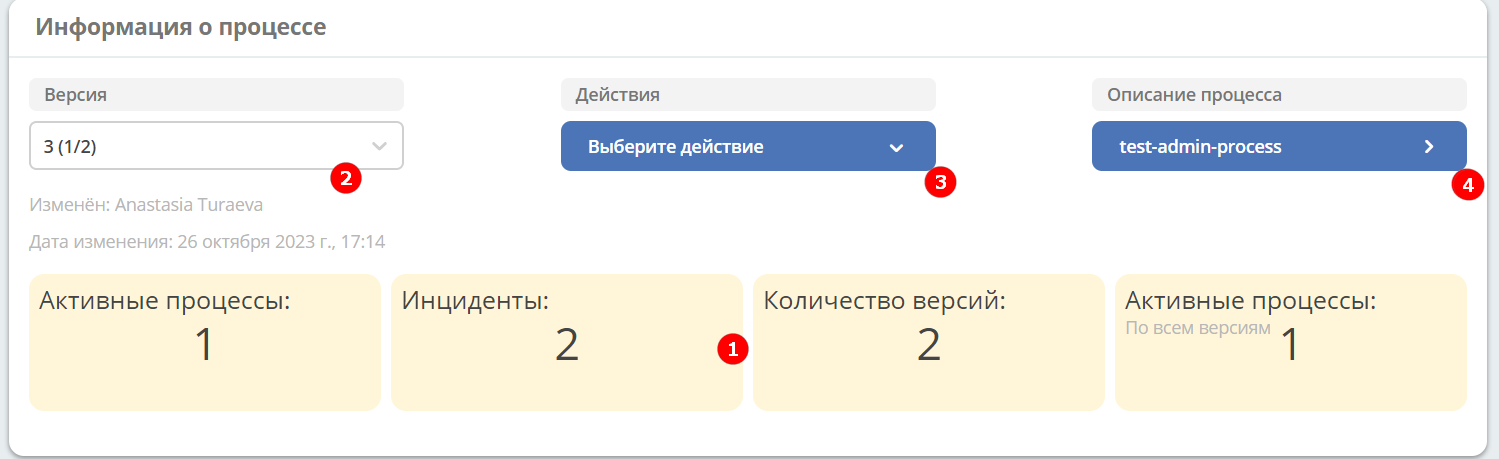 Информация о процессе
Версия
Действия
Описание процесса
3 (1/2)
Выберите действие
test-admin-process
2
3
4
Изменён: Anastasia Turaeva
Дата изменения: 26 октября 2023 г., 17:14
Активные процессы:
1
Инциденты:
2
1
Количество версий:
2
Активные процессы:
По всем версиям
1